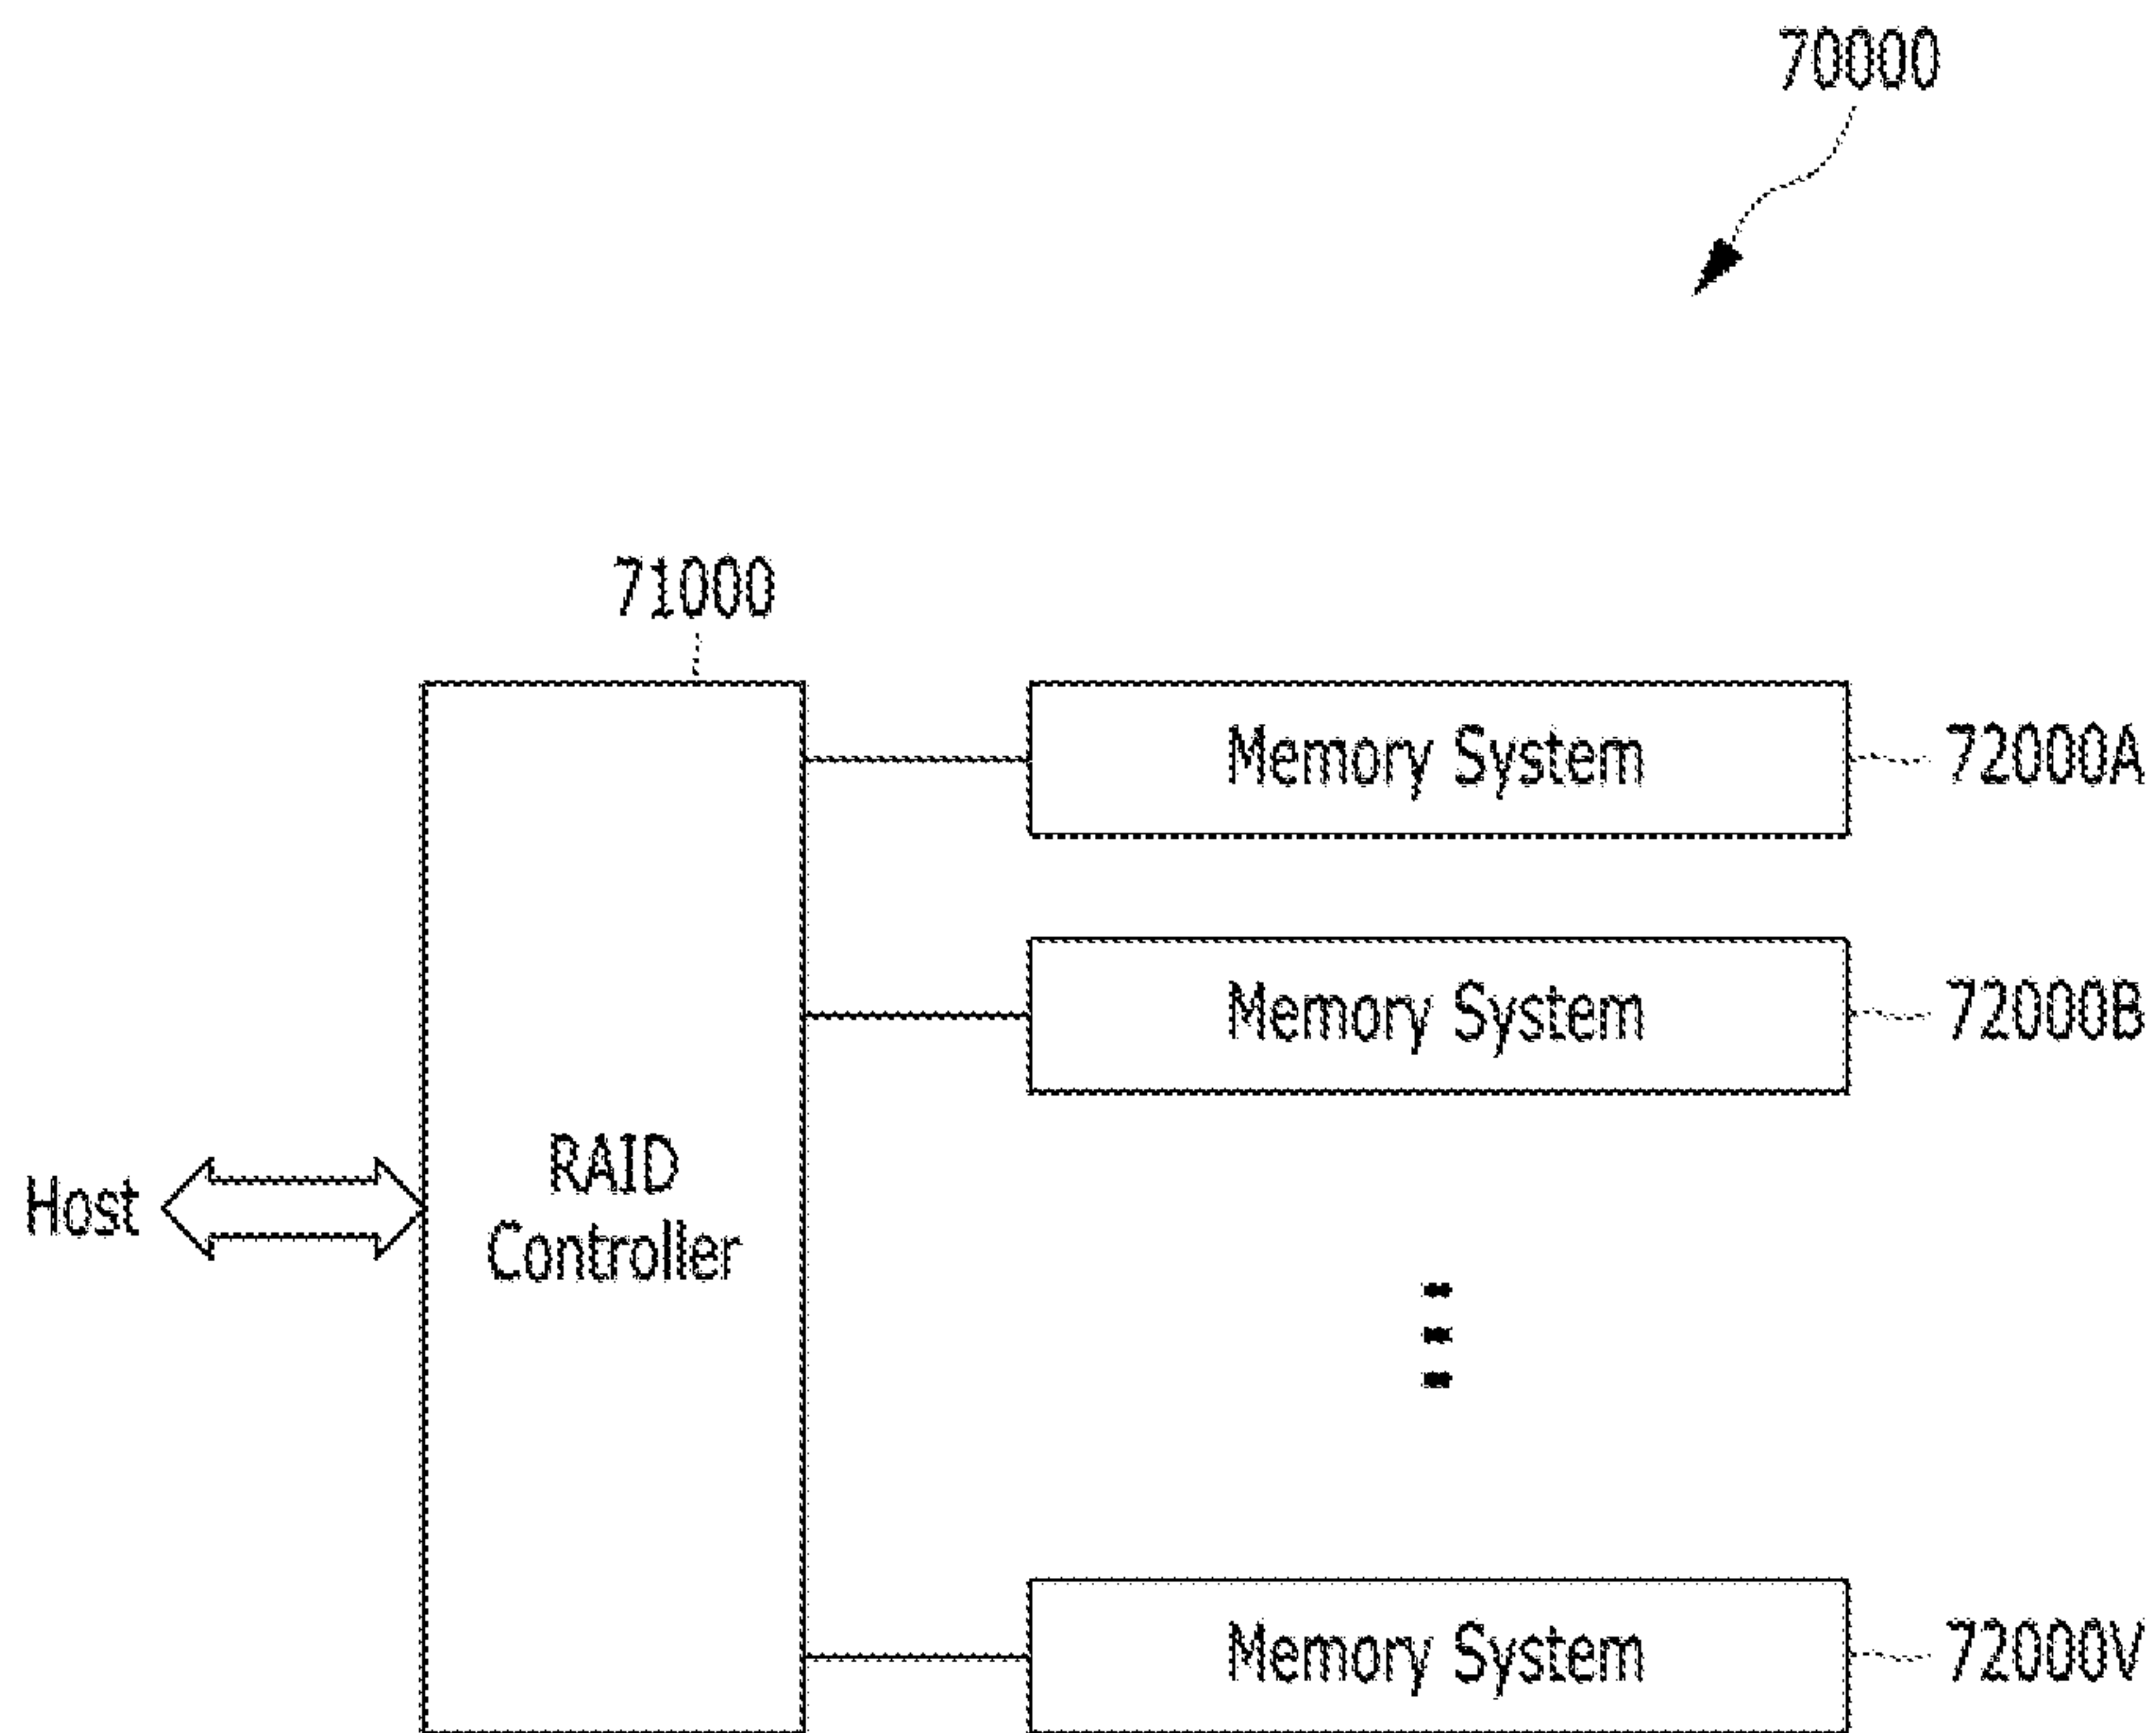 70000
71000
Memory System
72000A
Memory System
72000B
Host
RAID
Controller
Memory System
72000V